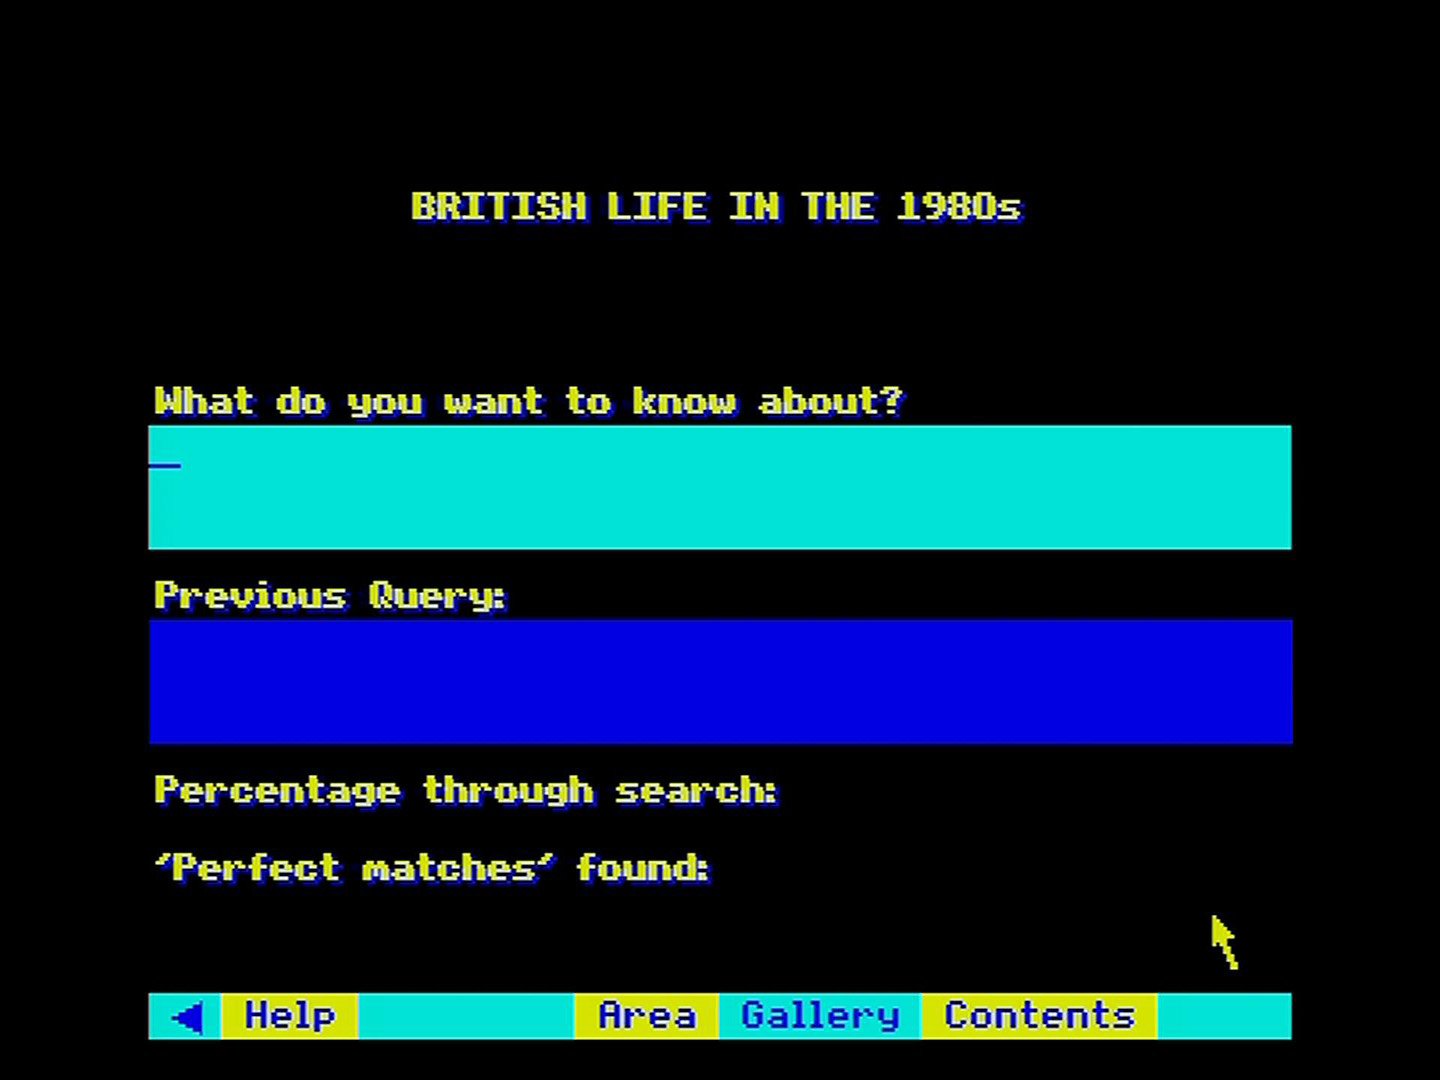 BRITISH LIFE IN THE 1980s
What do you want to know about?
Previous Query:
Percentage through search:
‘Perfect matches‘ found:
Help Area Gallery Contents